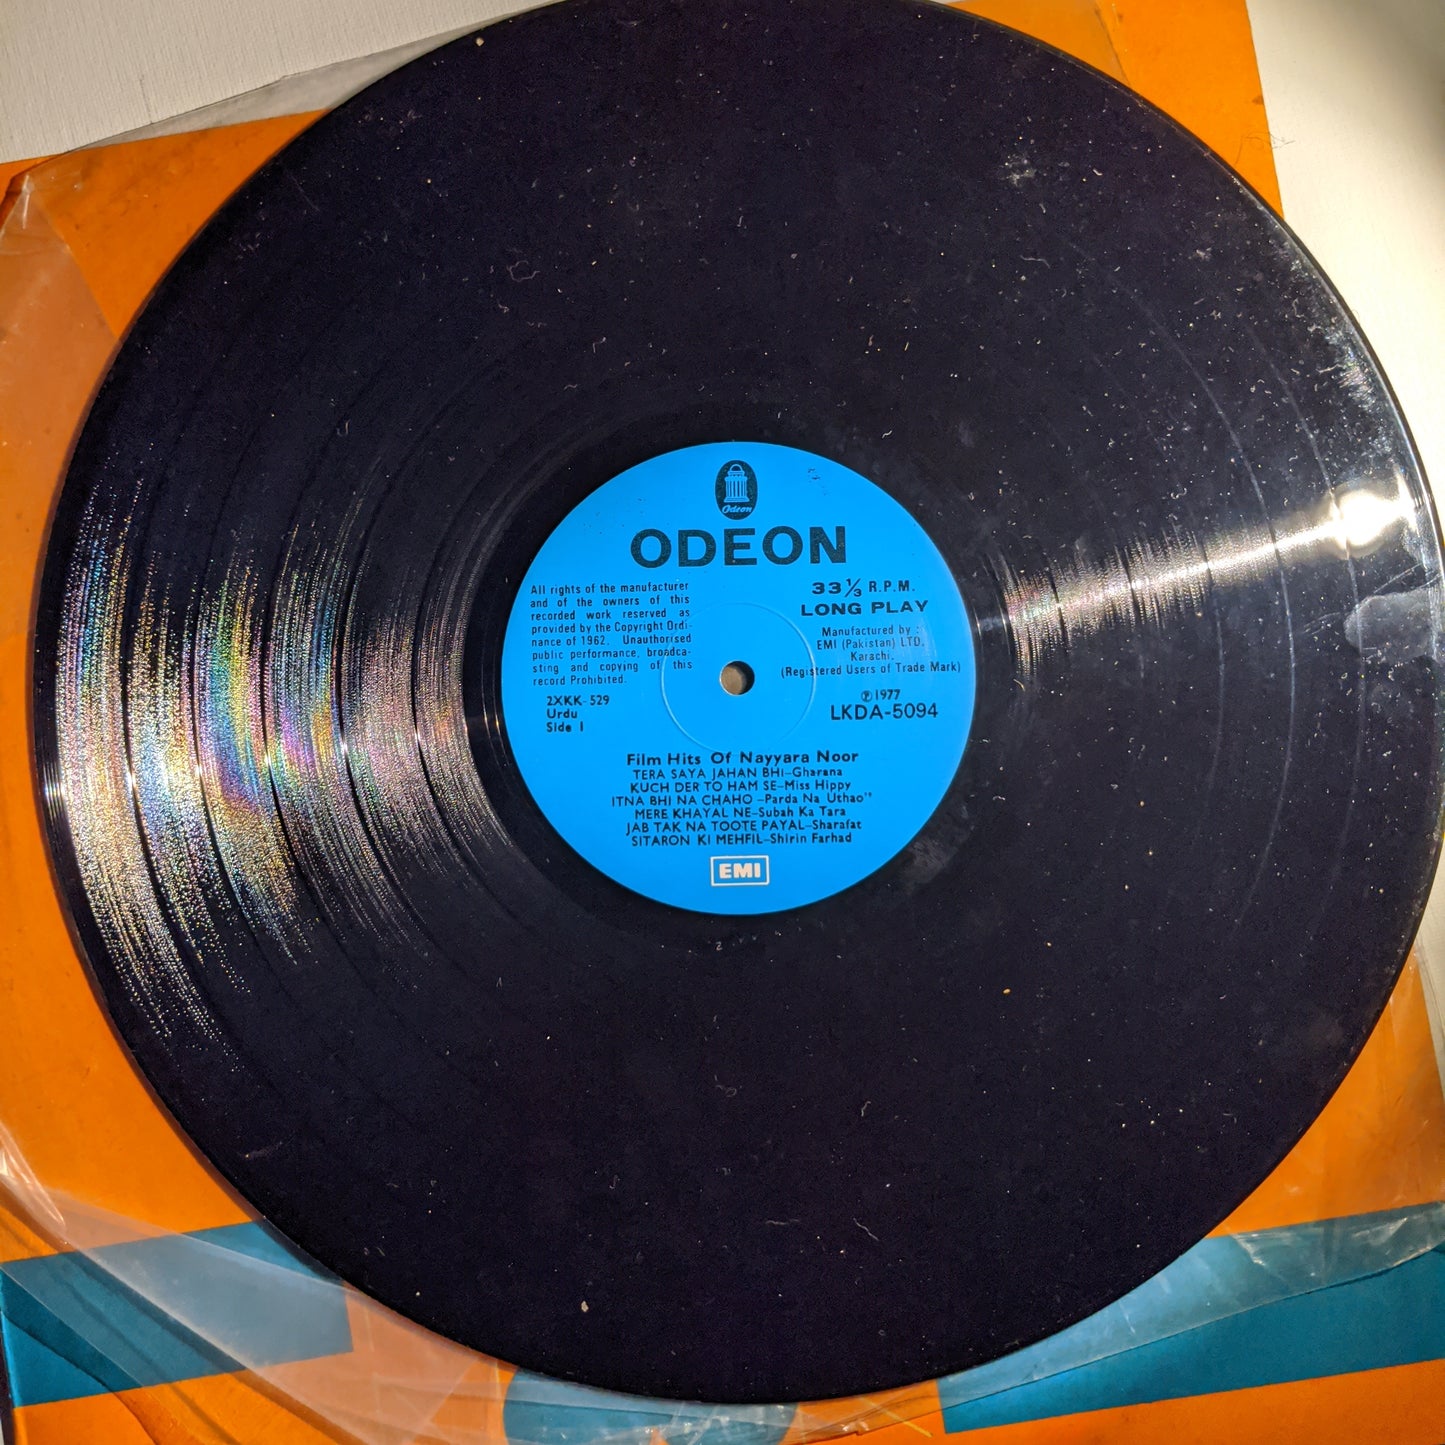 Odeon
ODEON
All rights of the manufacturer
and of the owners of this
recorded work reserved as
provided by the Copyright Ordi-
nance of 1962. Unauthorised
public performance, broadca-
sting and copying of this
record Prohibited.
33⅓ R.P.M.
LONG PLAY
Manufactured by :
EMI (Pakistan) LTD.
Karachi.
(Registered Users of Trade Mark)
2XKK-529
Urdu
Side 1
℗1977
LKDA-5094
Film Hits Of Nayyara Noor
TERA SAYA JAHAN BHI–Gharana
KUCH DER TO HAM SE–Miss Hippy
ITNA BHI NA CHAHO –Parda Na Uthao"
MERE KHAYAL NE–Subah Ka Tara
JAB TAK NA TOOTE PAYAL–Sharafat
SITARON KI MEHFIL–Shirin Farhad
EMI
2